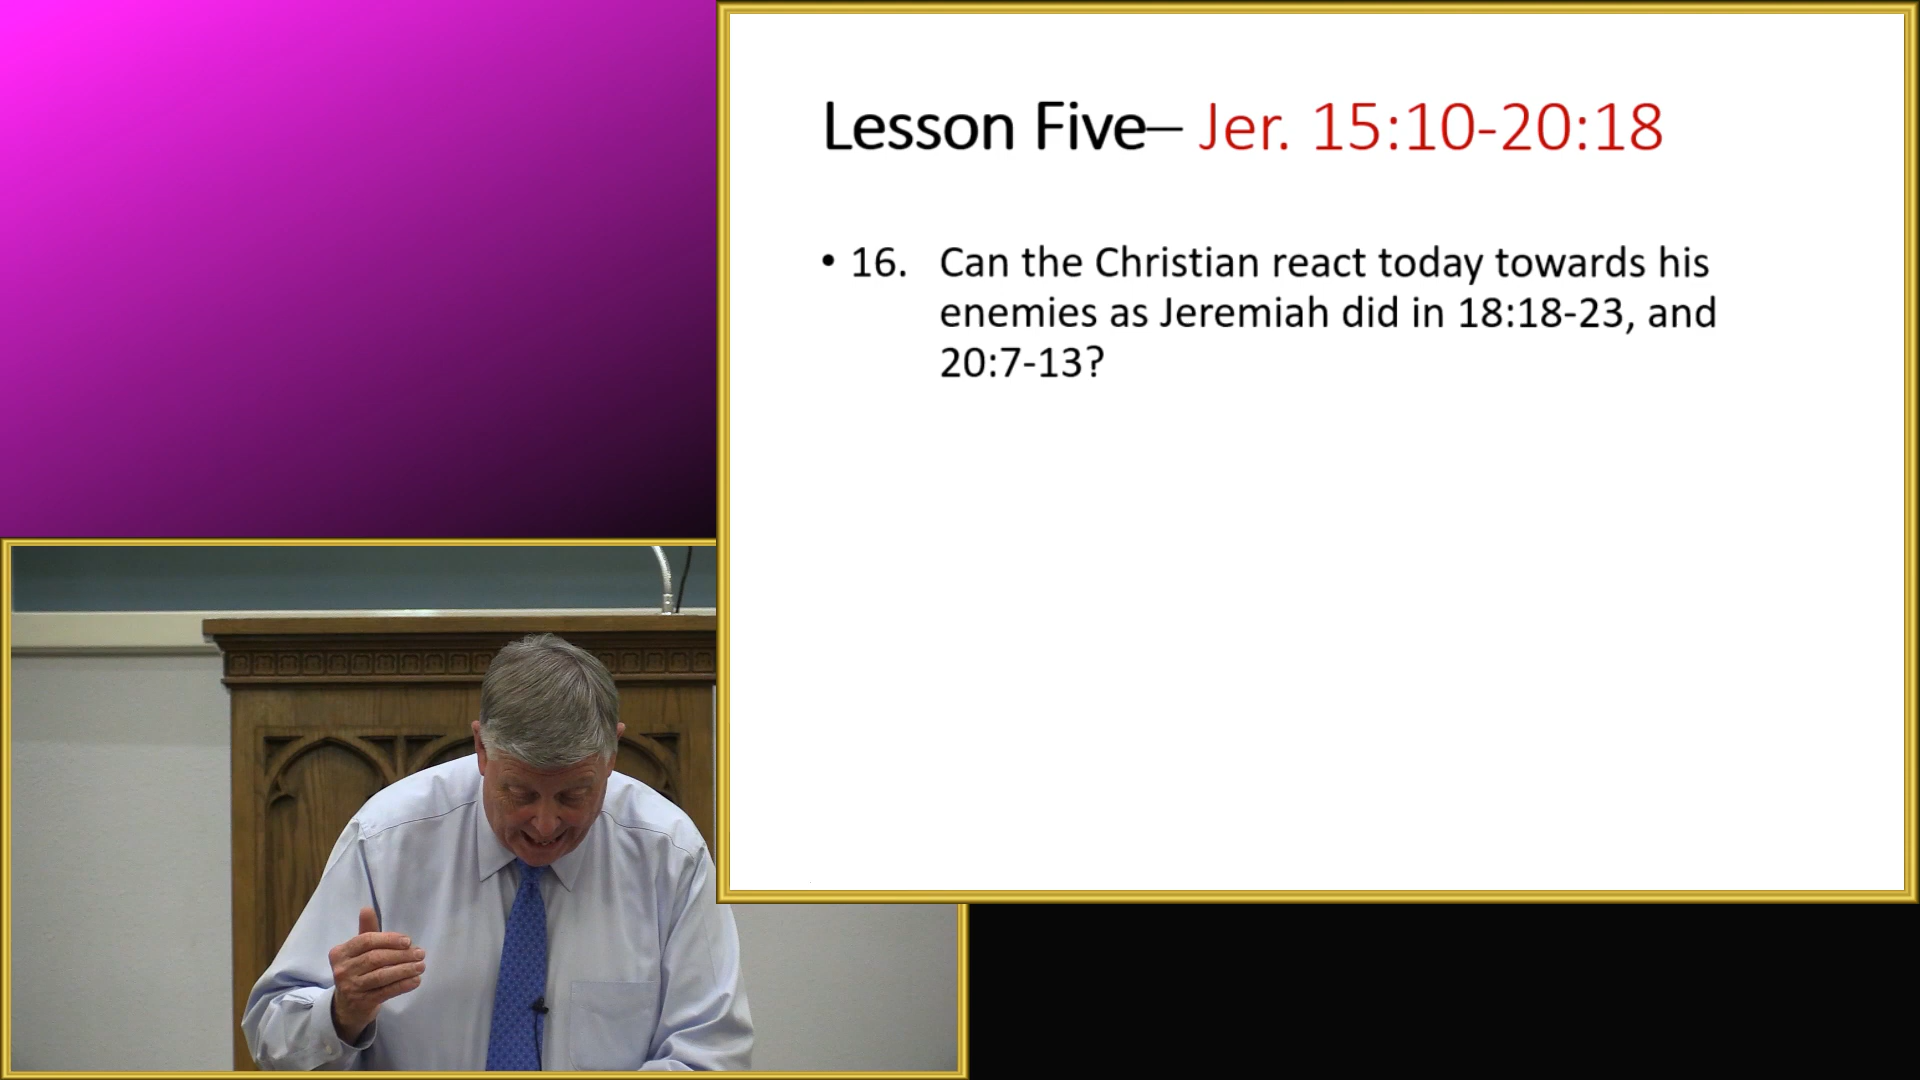 Lesson Five– Jer. 15:10-20:18
• 16. Can the Christian react today towards his
enemies as Jeremiah did in 18:18-23, and
20:7-13?